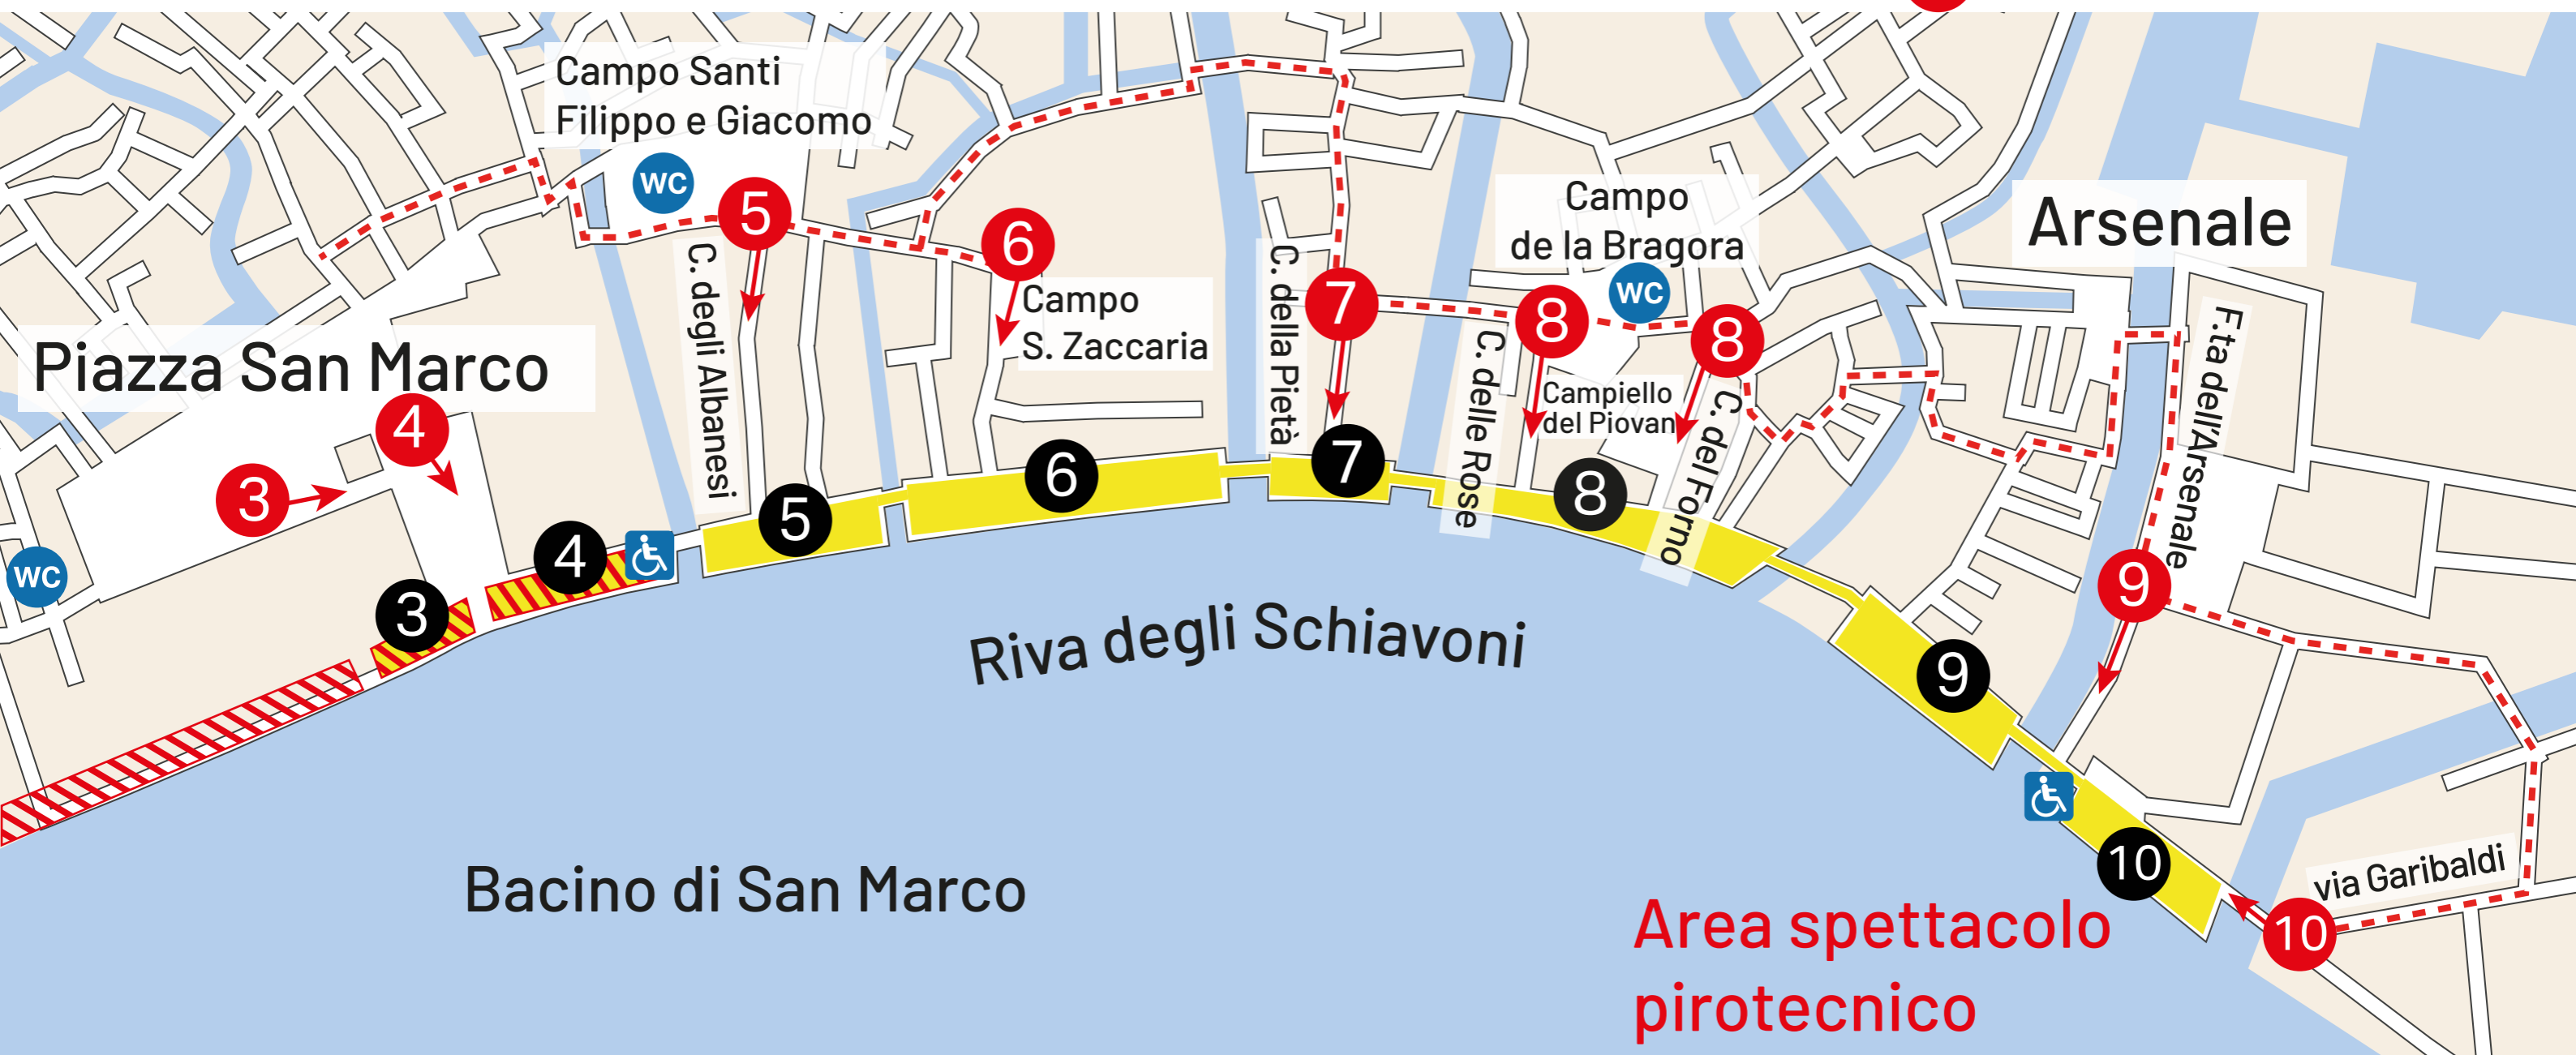 Campo Santi
Filippo e Giacomo
WC
5
6
Campo
S. Zaccaria
C. degli Albanesi
C. della Pietà
7
Campo
de la Bragora
WC
8
8
C. delle Rose
Campiello
del Piovan
C. del Forno
Arsenale
F.ta dell'Arsenale
Piazza San Marco
4
3
WC
3
4
5
6
7
8
9
9
10
10
via Garibaldi
Riva degli Schiavoni
Bacino di San Marco
Area spettacolo
pirotecnico